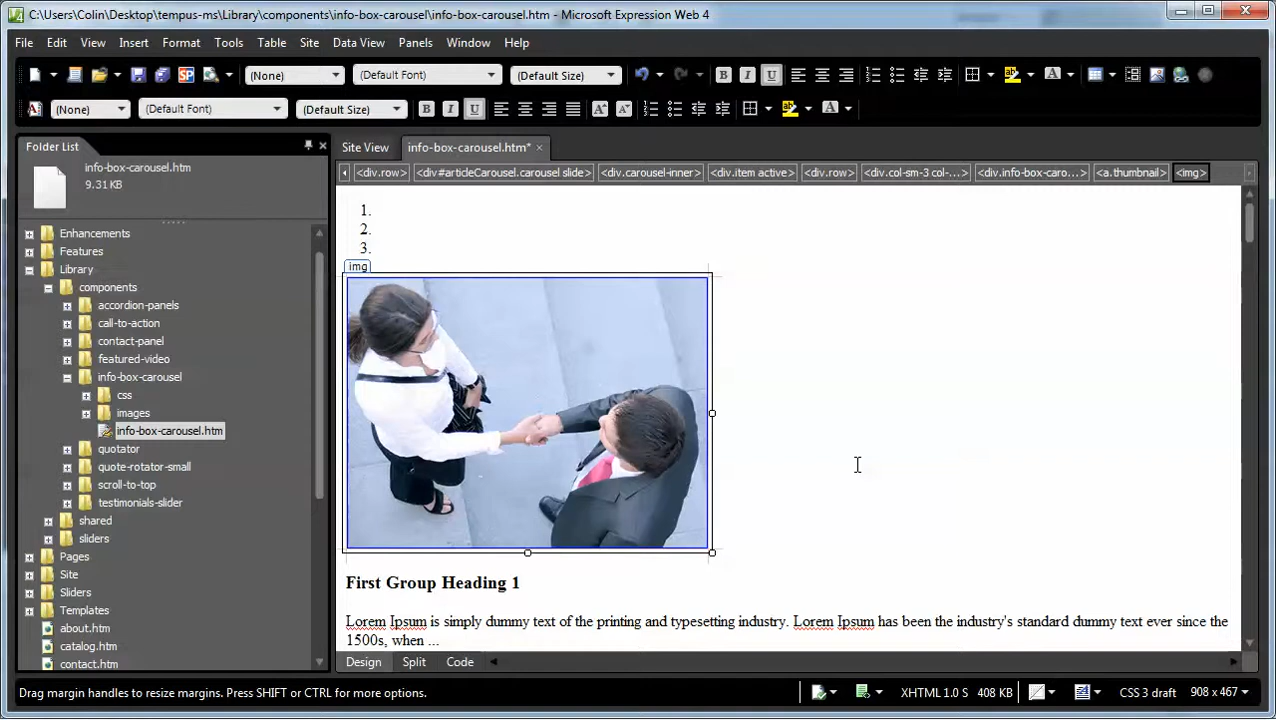 C:\Users\Colin\Desktop\tempus-ms\Library\components\info-box-carousel\info-box-carousel.htm - Microsoft Expression Web 4
File Edit View Insert Format Tools Table Site Data View Panels Window Help
(None) (Default Font) (Default Size) B I U A
(None) (Default Font) (Default Size) B I U A
Folder List
Site View info-box-carousel.htm*
info-box-carousel.htm
9.31 KB
<div.row> <div#articleCarousel.carousel slide> <div.carousel-inner> <div.item active> <div.row> <div.col-sm-3 col-...> <div.info-box-caro...> <a.thumbnail> <img>
Enhancements
Features
Library
components
accordion-panels
call-to-action
contact-panel
featured-video
info-box-carousel
css
images
info-box-carousel.htm
quotator
quote-rotator-small
scroll-to-top
testimonials-slider
shared
sliders
Pages
Site
Sliders
Templates
about.htm
catalog.htm
contact.htm
1.
2.
3.
img
First Group Heading 1
Lorem Ipsum is simply dummy text of the printing and typesetting industry. Lorem Ipsum has been the industry's standard dummy text ever since the
1500s, when ...
Design Split Code
Drag margin handles to resize margins. Press SHIFT or CTRL for more options. XHTML 1.0 S 408 KB CSS 3 draft 908 x 467